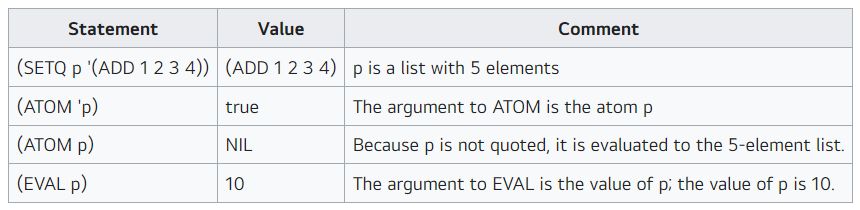 Statement Value Comment
(SETQ p '(ADD 1 2 3 4)) (ADD 1 2 3 4) p is a list with 5 elements
(ATOM 'p) true The argument to ATOM is the atom p
(ATOM p) NIL Because p is not quoted, it is evaluated to the 5-element list.
(EVAL p) 10 The argument to EVAL is the value of p; the value of p is 10.